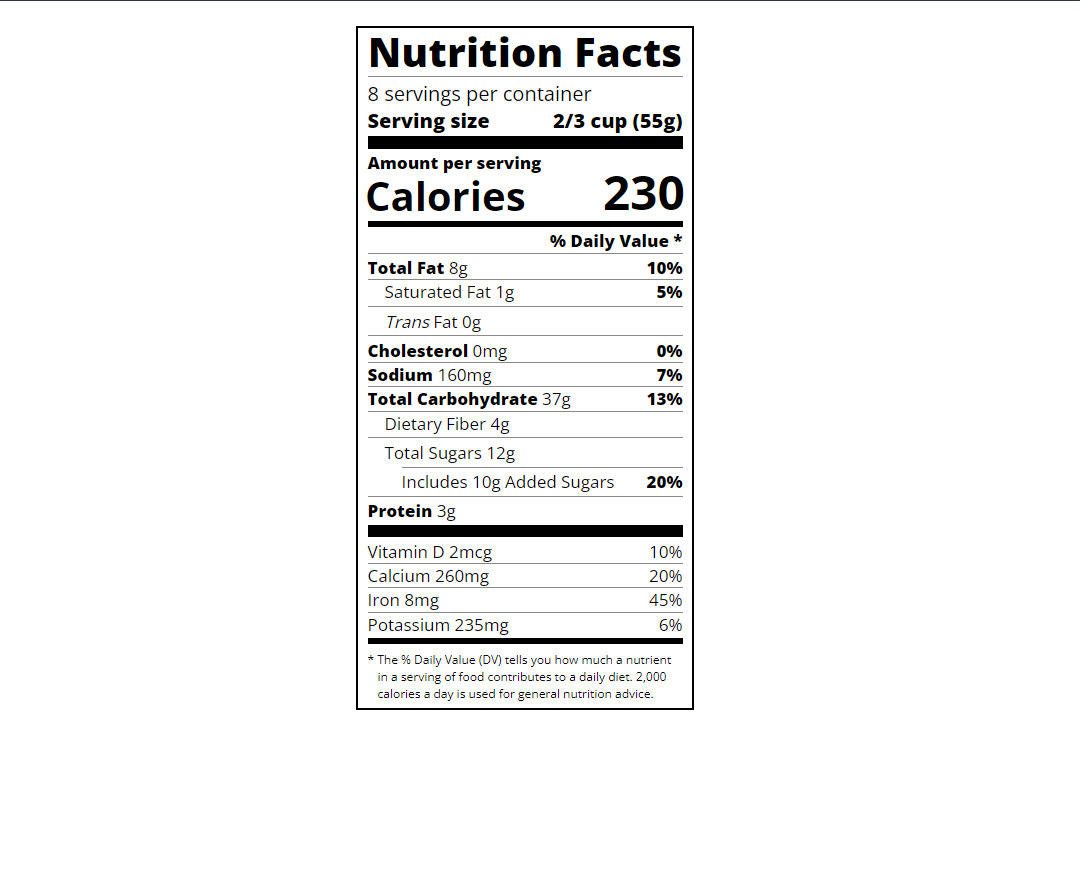 Nutrition Facts
8 servings per container
Serving size 2/3 cup (55g)
Amount per serving
Calories 230
% Daily Value *
Total Fat 8g 10%
Saturated Fat 1g 5%
Trans Fat 0g
Cholesterol 0mg 0%
Sodium 160mg 7%
Total Carbohydrate 37g 13%
Dietary Fiber 4g
Total Sugars 12g
Includes 10g Added Sugars 20%
Protein 3g
Vitamin D 2mcg 10%
Calcium 260mg 20%
Iron 8mg 45%
Potassium 235mg 6%
* The % Daily Value (DV) tells you how much a nutrient
in a serving of food contributes to a daily diet. 2,000
calories a day is used for general nutrition advice.